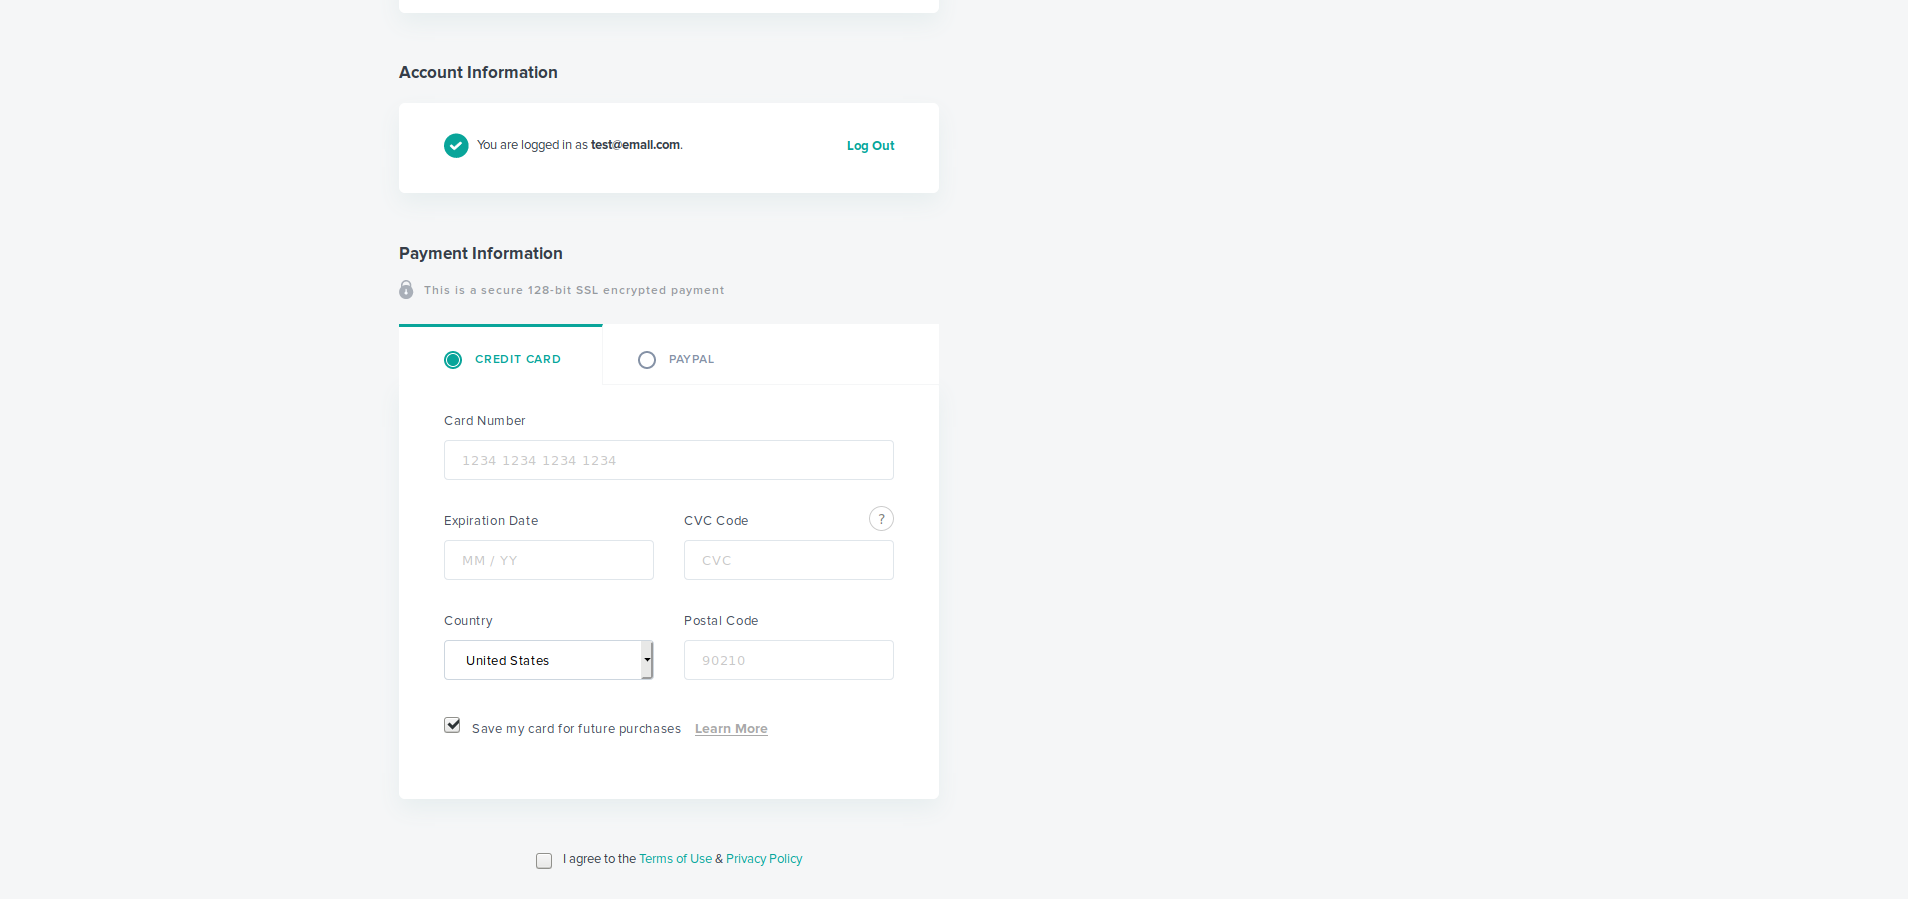 Account Information
You are logged in as test@email.com.
Log Out
Payment Information
This is a secure 128-bit SSL encrypted payment
CREDIT CARD
PAYPAL
Card Number
1234 1234 1234 1234
Expiration Date
CVC Code
?
MM / YY
CVC
Country
Postal Code
United States
90210
Save my card for future purchases
Learn More
I agree to the Terms of Use & Privacy Policy